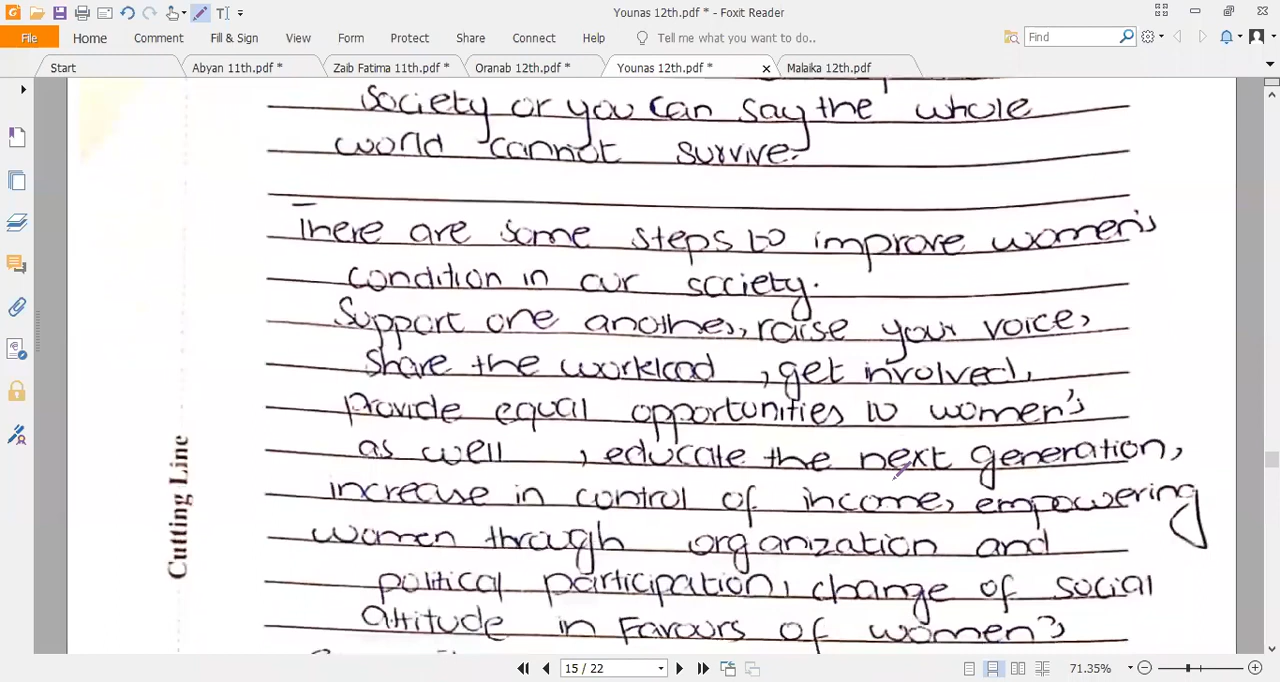 Younas 12th.pdf * - Foxit Reader
File Home Comment Fill & Sign View Form Protect Share Connect Help Tell me what you want to do.. Find
Start Abyan 11th.pdf * Zaib Fatima 11th.pdf * Oranab 12th.pdf * Younas 12th.pdf * Malaika 12th.pdf
society or you can say the whole
world cannot survive.
There are some steps to improve women's
condition in our society.
Support one another, raise your voice,
share the workload , get involved,
provide equal opportunities to women's
as well , educate the next generation,
increase in control of income, empowering
women through organization and
political participation, change of social
attitude in favours of women's
Cutting Line
15 / 22 71.35%